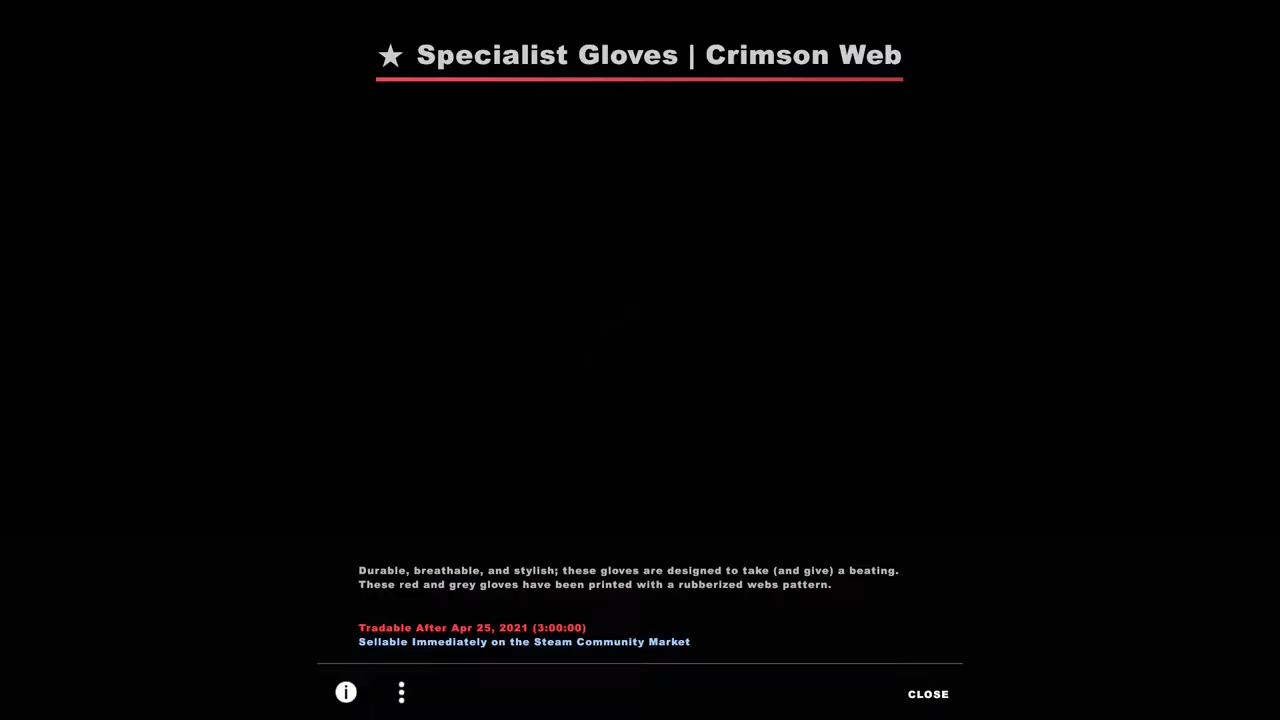 ★ Specialist Gloves | Crimson Web
Durable, breathable, and stylish; these gloves are designed to take (and give) a beating.
These red and grey gloves have been printed with a rubberized webs pattern.
Tradable After Apr 25, 2021 (3:00:00)
Sellable Immediately on the Steam Community Market
CLOSE